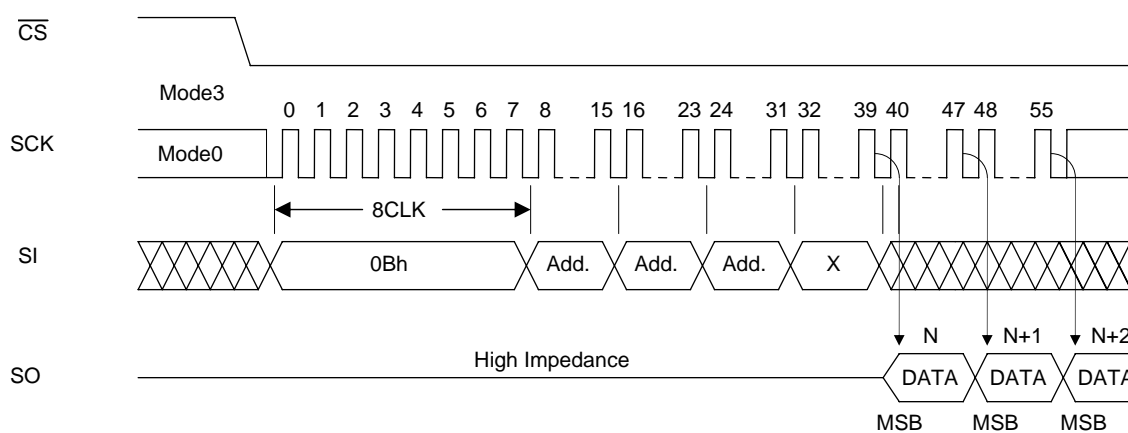 CS
Mode3
0 1 2 3 4 5 6 7 8 15 16 23 24 31 32 39 40 47 48 55
SCK
Mode0
8CLK
SI
0Bh Add. Add. Add. X
N N+1 N+2
High Impedance
SO
DATA DATA DATA
MSB MSB MSB